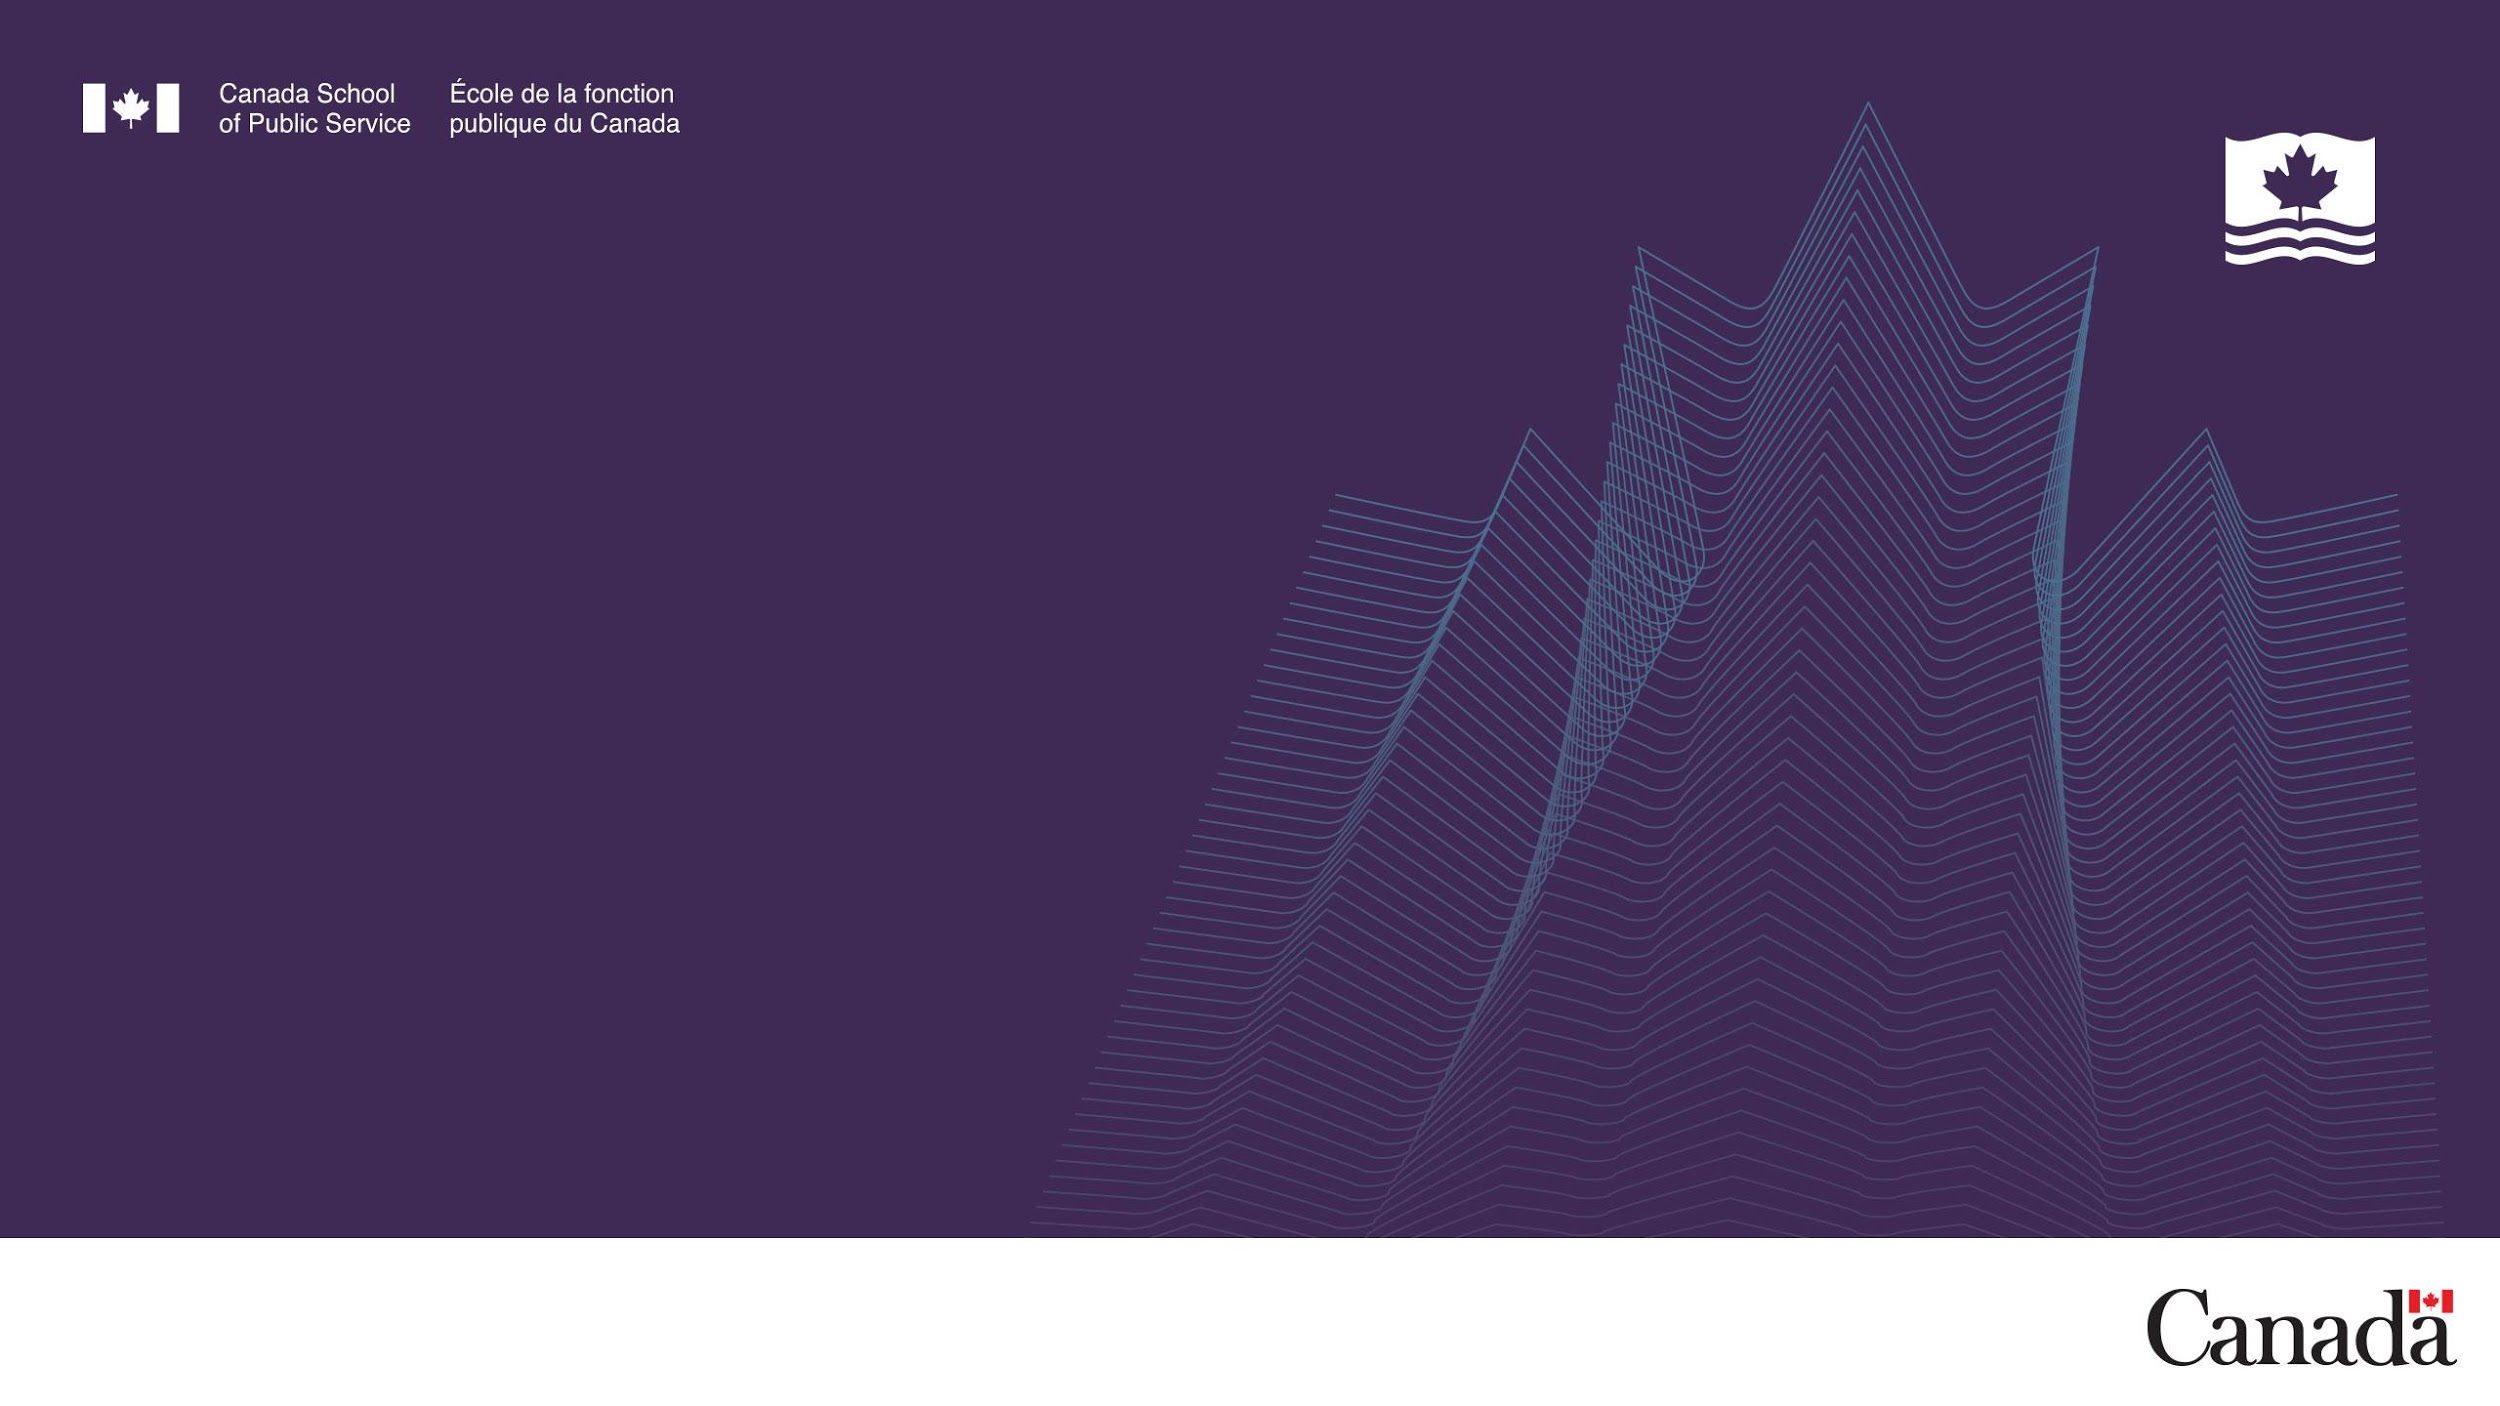 Canada School
of Public Service
École de la fonction
publique du Canada
Canada